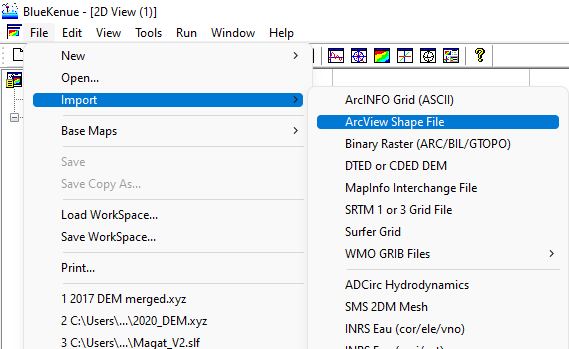 BlueKenue - [2D View (1)]
File Edit View Tools Run Window Help
New
Open...
Import
Base Maps
Save
Save Copy As...
Load WorkSpace...
Save WorkSpace...
Print...
1 2017 DEM merged.xyz
2 C:\Users\...\2020_DEM.xyz
3 C:\Users\...\Magat_V2.slf
ArcINFO Grid (ASCII)
ArcView Shape File
Binary Raster (ARC/BIL/GTOPO)
DTED or CDED DEM
MapInfo Interchange File
SRTM 1 or 3 Grid File
Surfer Grid
WMO GRIB Files
ADCirc Hydrodynamics
SMS 2DM Mesh
INRS Eau (cor/ele/vno)